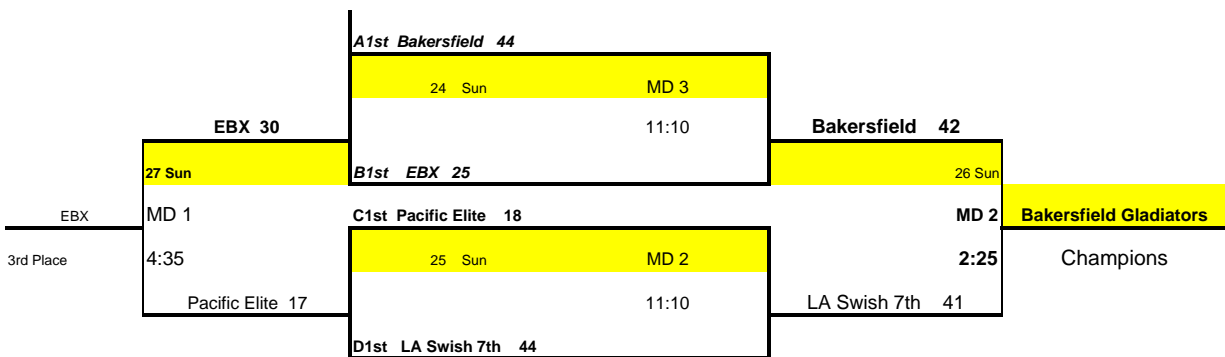 A1st Bakersfield 44
24 Sun MD 3
EBX 30 11:10 Bakersfield 42
27 Sun B1st EBX 25 26 Sun
EBX MD 1 C1st Pacific Elite 18 MD 2 Bakersfield Gladiators
3rd Place 4:35 25 Sun MD 2 2:25 Champions
Pacific Elite 17 11:10 LA Swish 7th 41
D1st LA Swish 7th 44